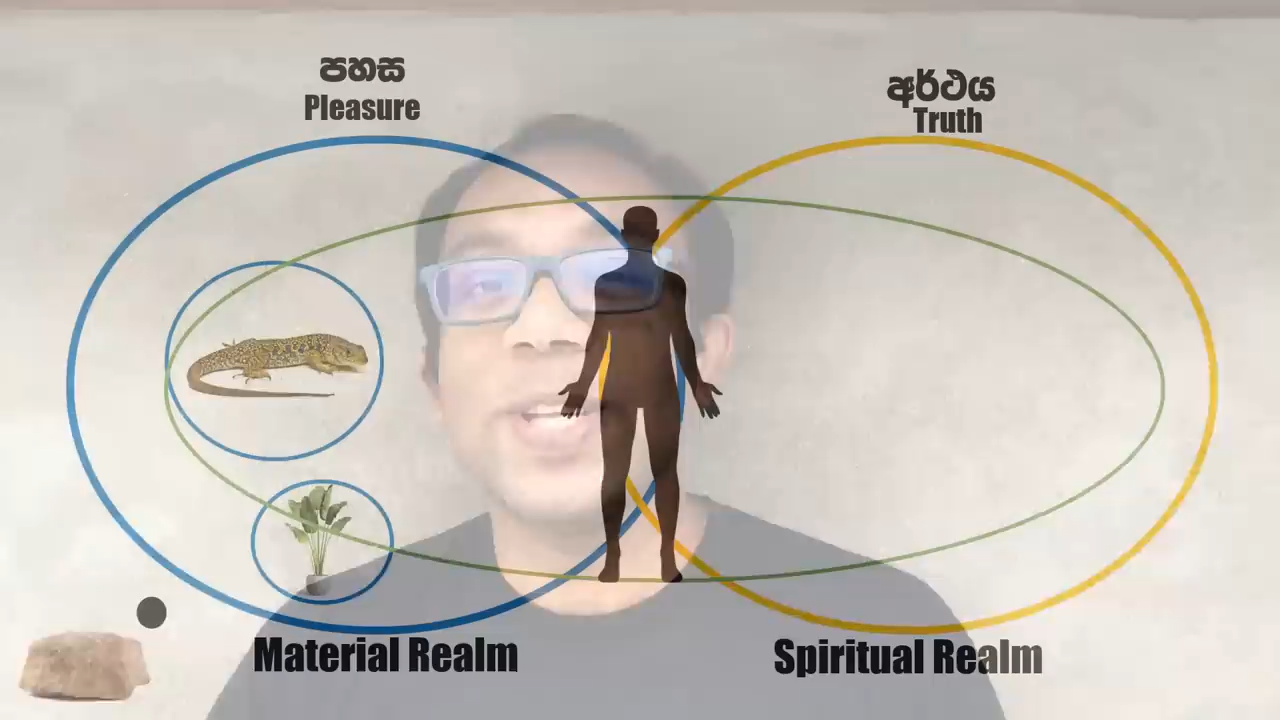 පහස
Pleasure
අර්ථය
Truth
Material Realm
Spiritual Realm